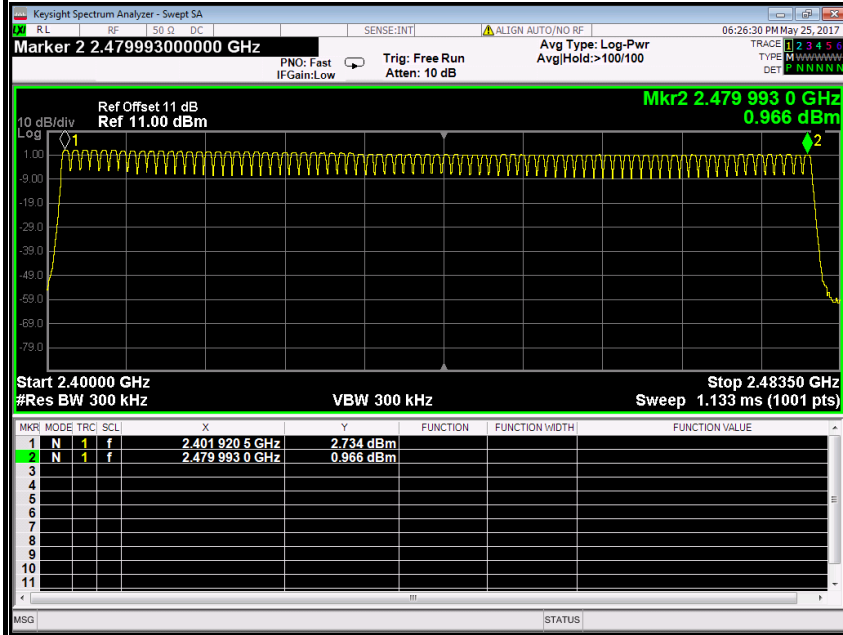 Keysight Spectrum Analyzer - Swept SA
LXI RL RF 50 Ω DC SENSE:INT ALIGN AUTO/NO RF 06:26:30 PM May 25, 2017
Marker 2 2.479993000000 GHz
PNO: Fast
IFGain:Low
Trig: Free Run
Atten: 10 dB
Avg Type: Log-Pwr
Avg|Hold:>100/100
TRACE 1 2 3 4 5 6
TYPE M W W W W W
DET P N N N N N
Mkr2 2.479 993 0 GHz
0.966 dBm
Ref Offset 11 dB
10 dB/div Ref 11.00 dBm
Log
1
2
1.00
-9.00
-19.0
-29.0
-39.0
-49.0
-59.0
-69.0
-79.0
Start 2.40000 GHz Stop 2.48350 GHz
#Res BW 300 kHz VBW 300 kHz Sweep 1.133 ms (1001 pts)
MKR MODE TRC SCL X Y FUNCTION FUNCTION WIDTH FUNCTION VALUE
1 N 1 f 2.401 920 5 GHz 2.734 dBm
2 N 1 f 2.479 993 0 GHz 0.966 dBm
3
4
5
6
7
8
9
10
11
MSG STATUS